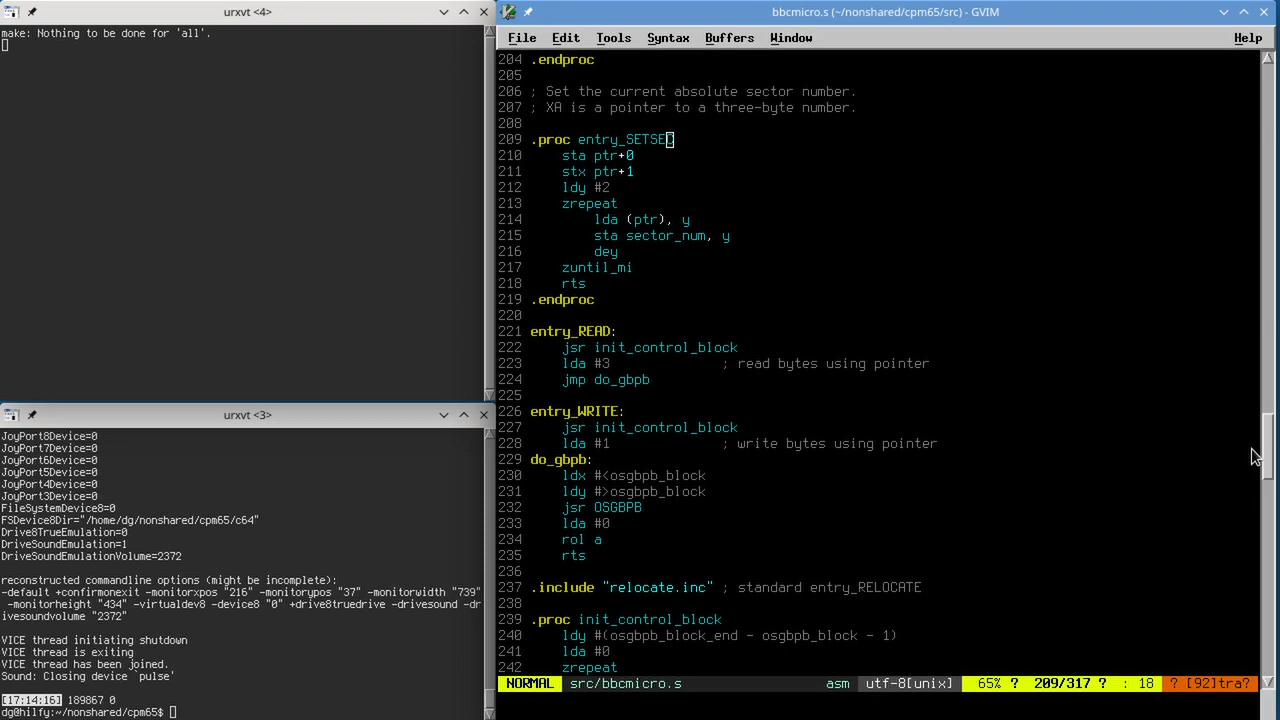 urxvt <4>
make: Nothing to be done for 'all'.
urxvt <3>
JoyPort8Device=0
JoyPort7Device=0
JoyPort6Device=0
JoyPort5Device=0
JoyPort4Device=0
JoyPort3Device=0
FileSystemDevice8=0
FSDevice8Dir="/home/dg/nonshared/cpm65/c64"
Drive8TrueEmulation=0
DriveSoundEmulation=1
DriveSoundEmulationVolume=2372
reconstructed commandline options (might be incomplete):
-default +confirmonexit -monitorxpos "216" -monitorypos "37" -monitorwidth "739"
-monitorheight "434" -virtualdev8 -device8 "0" +drive8truedrive -drivesound -dr
ivesoundvolume "2372"
VICE thread initiating shutdown
VICE thread is exiting
VICE thread has been joined.
Sound: Closing device `pulse'
[17:14:16] 189867 0
dg@hilfy:~/nonshared/cpm65$
bbcmicro.s (~/nonshared/cpm65/src) - GVIM
File Edit Tools Syntax Buffers Window Help
204 .endproc
205
206 ; Set the current absolute sector number.
207 ; XA is a pointer to a three-byte number.
208
209 .proc entry_SETSEC
210     sta ptr+0
211     stx ptr+1
212     ldy #2
213     zrepeat
214         lda (ptr), y
215         sta sector_num, y
216         dey
217     zuntil_mi
218     rts
219 .endproc
220
221 entry_READ:
222     jsr init_control_block
223     lda #3              ; read bytes using pointer
224     jmp do_gbpb
225
226 entry_WRITE:
227     jsr init_control_block
228     lda #1              ; write bytes using pointer
229 do_gbpb:
230     ldx #<osgbpb_block
231     ldy #>osgbpb_block
232     jsr OSGBPB
233     lda #0
234     rol a
235     rts
236
237 .include "relocate.inc" ; standard entry_RELOCATE
238
239 .proc init_control_block
240     ldy #(osgbpb_block_end - osgbpb_block - 1)
241     lda #0
242     zrepeat
NORMAL src/bbcmicro.s asm utf-8[unix] 65% ? 209/317 ? : 18 ? [92]tra?